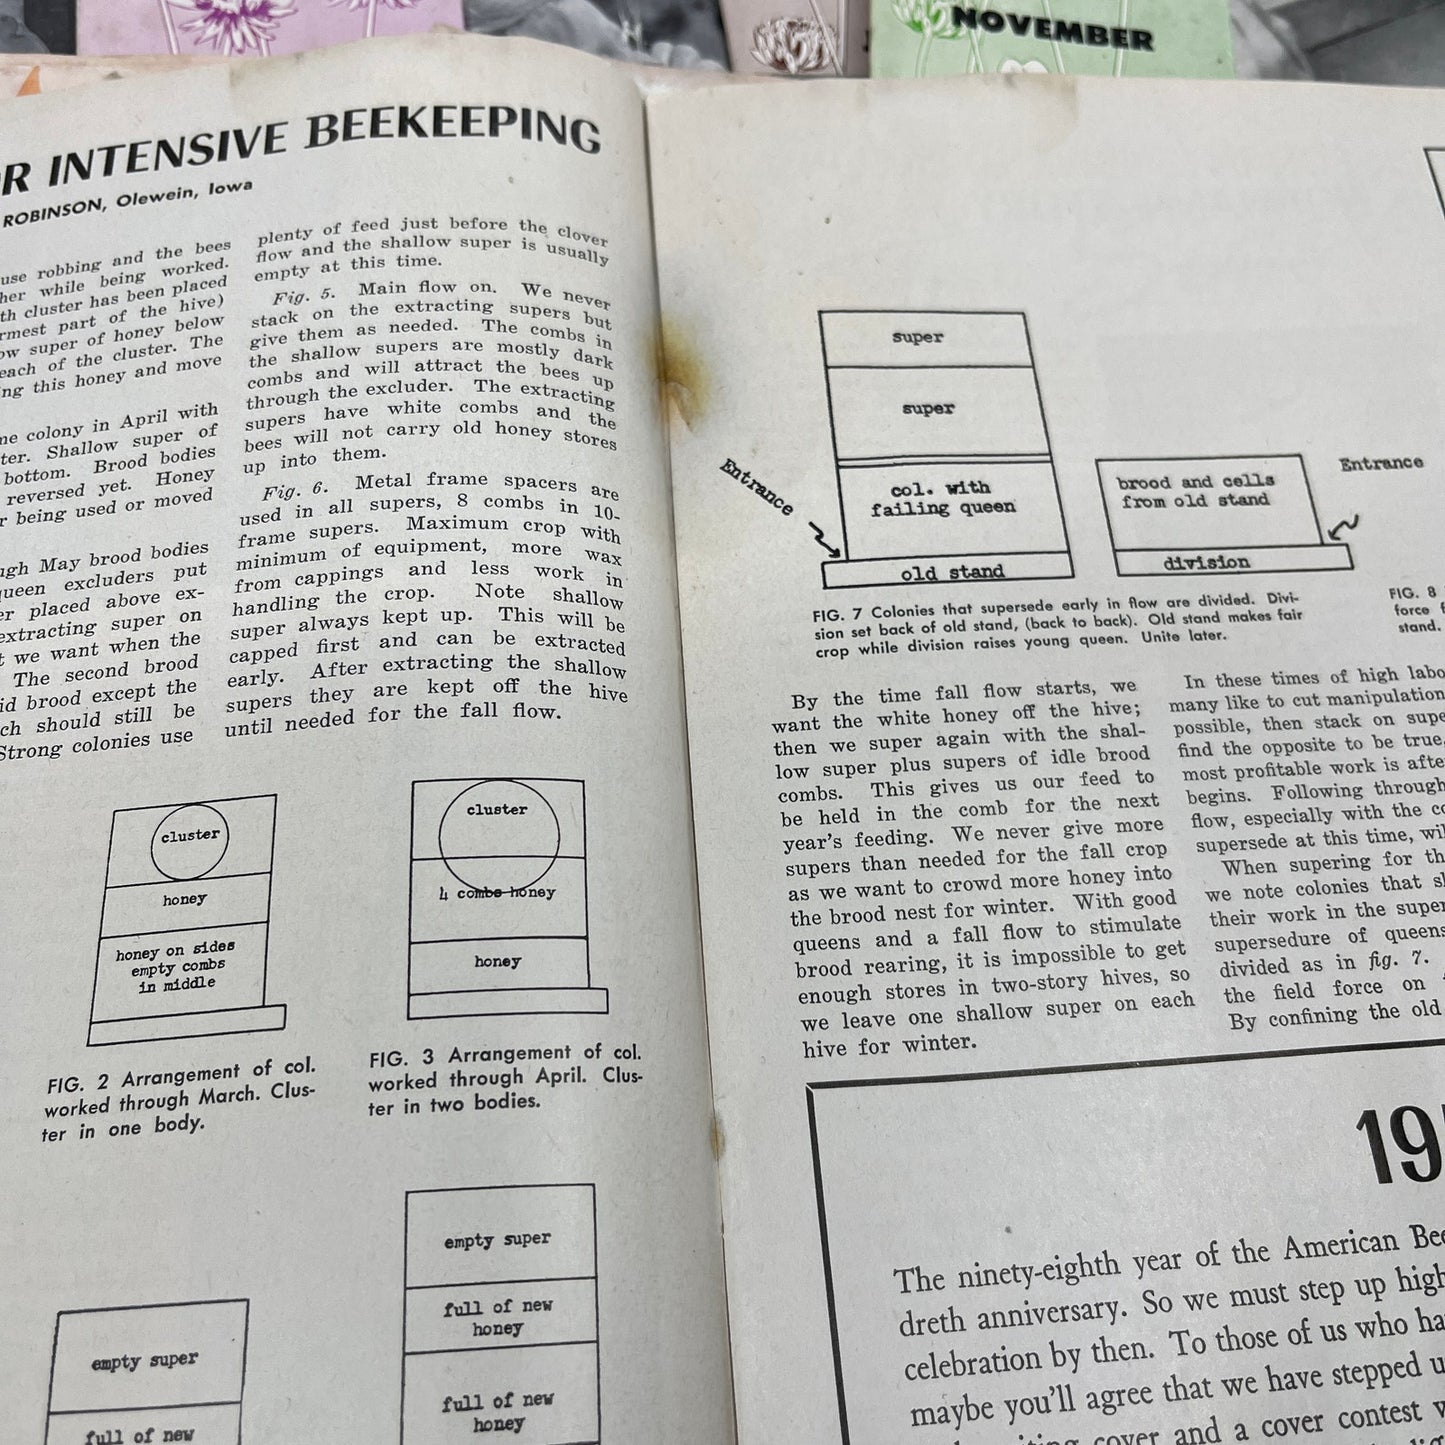 NOVEMBER
OR INTENSIVE BEEKEEPING
ROBINSON, Olewein, Iowa
use robbing and the bees
her while being worked.
th cluster has been placed
rmest part of the hive)
ow super of honey below
each of the cluster. The
ing this honey and move
me colony in April with
ter. Shallow super of
bottom. Brood bodies
reversed yet. Honey
r being used or moved
ugh May brood bodies
queen excluders put
er placed above ex-
extracting super on
t we want when the
The second brood
id brood except the
ch should still be
Strong colonies use
plenty of feed just before the clover
flow and the shallow super is usually
empty at this time.
Fig. 5. Main flow on. We never
stack on the extracting supers but
give them as needed. The combs in
the shallow supers are mostly dark
combs and will attract the bees up
through the excluder. The extracting
supers have white combs and the
bees will not carry old honey stores
up into them.
Fig. 6. Metal frame spacers are
used in all supers, 8 combs in 10-
frame supers. Maximum crop with
minimum of equipment, more wax
from cappings and less work in
handling the crop. Note shallow
super always kept up. This will be
capped first and can be extracted
early. After extracting the shallow
supers they are kept off the hive
until needed for the fall flow.
cluster
honey
honey on sides
empty combs
in middle
FIG. 2 Arrangement of col.
worked through March. Clus-
ter in one body.
cluster
4 combs honey
honey
FIG. 3 Arrangement of col.
worked through April. Clus-
ter in two bodies.
empty super
full of new
empty super
full of new
honey
full of new
honey
super
super
col. with
failing queen
old stand
Entrance
brood and cells
from old stand
division
Entrance
FIG. 7 Colonies that supersede early in flow are divided. Divi-
sion set back of old stand, (back to back). Old stand makes fair
crop while division raises young queen. Unite later.
FIG. 8
force f
stand.
By the time fall flow starts, we
want the white honey off the hive;
then we super again with the shal-
low super plus supers of idle brood
combs. This gives us our feed to
be held in the comb for the next
year's feeding. We never give more
supers than needed for the fall crop
as we want to crowd more honey into
the brood nest for winter. With good
queens and a fall flow to stimulate
brood rearing, it is impossible to get
enough stores in two-story hives, so
we leave one shallow super on each
hive for winter.
In these times of high labo
many like to cut manipulation
possible, then stack on supe
find the opposite to be true.
most profitable work is afte
begins. Following through
flow, especially with the co
supersede at this time, wil
When supering for th
we note colonies that s
their work in the super
supersedure of queens
divided as in fig. 7.
the field force on
By confining the old
19
The ninety-eighth year of the American Bee
dreth anniversary. So we must step up high
celebration by then. To those of us who ha
maybe you'll agree that we have stepped u
cover and a cover contest